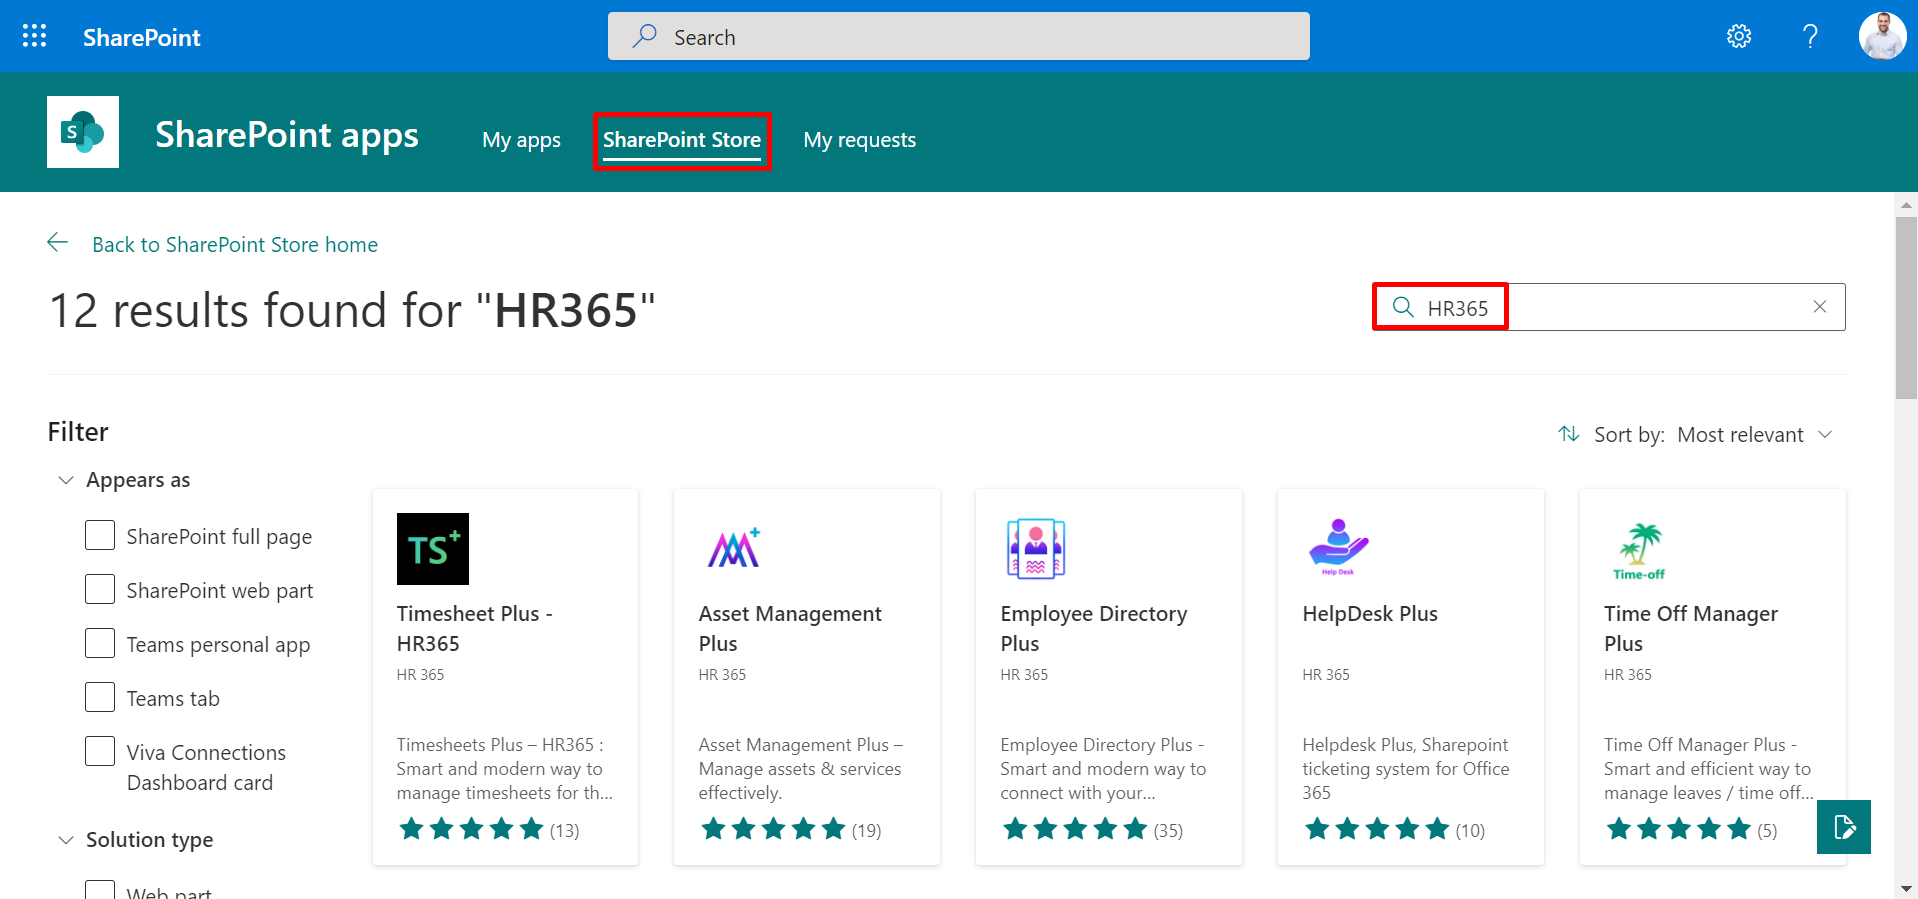 SharePoint
Search
SharePoint apps
My apps
SharePoint Store
My requests
Back to SharePoint Store home
12 results found for "HR365"
HR365
Filter
Sort by: Most relevant
Appears as
SharePoint full page
SharePoint web part
Teams personal app
Teams tab
Viva Connections
Dashboard card
Solution type
Web part
TS+
Timesheet Plus -
HR365
HR 365
Timesheets Plus – HR365 :
Smart and modern way to
manage timesheets for th...
(13)
Asset Management
Plus
HR 365
Asset Management Plus –
Manage assets & services
effectively.
(19)
Employee Directory
Plus
HR 365
Employee Directory Plus -
Smart and modern way to
connect with your...
(35)
Help Desk
HelpDesk Plus
HR 365
Helpdesk Plus, Sharepoint
ticketing system for Office
365
(10)
Time-off
Time Off Manager
Plus
HR 365
Time Off Manager Plus -
Smart and efficient way to
manage leaves / time off...
(5)